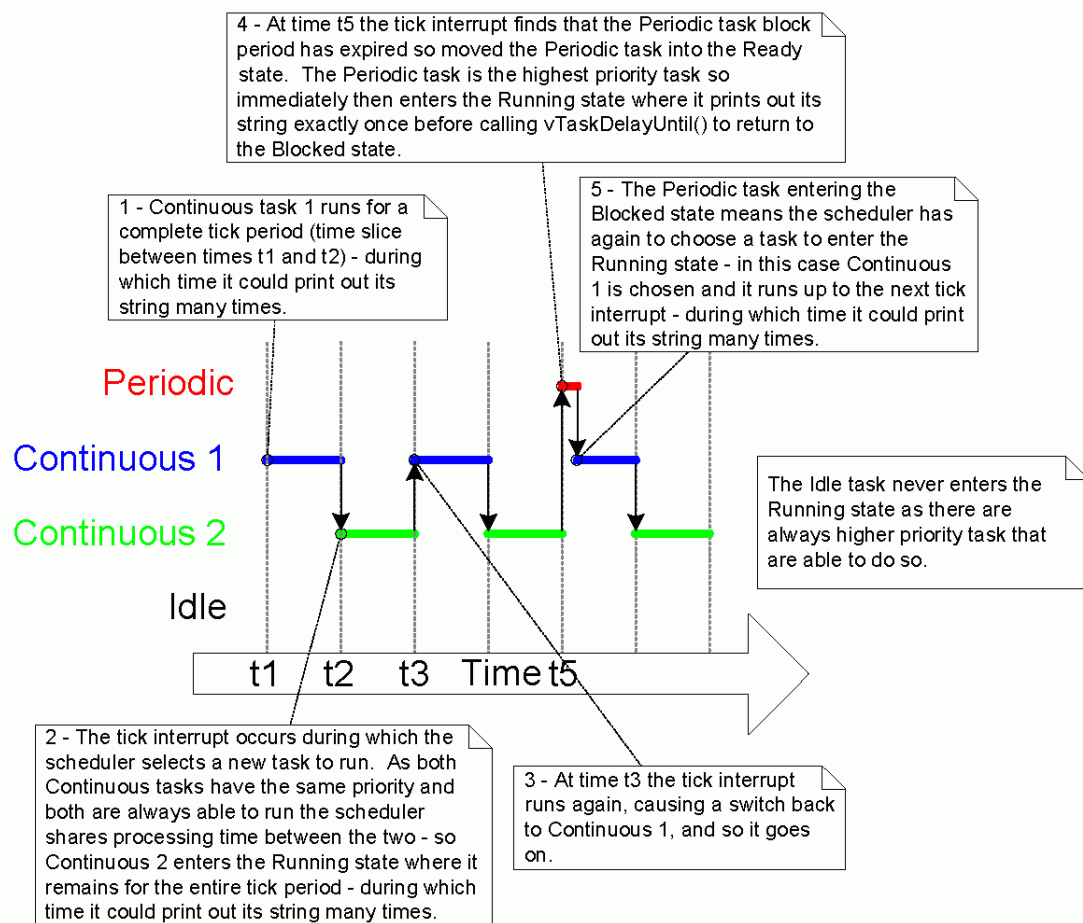 4 - At time t5 the tick interrupt finds that the Periodic task block
period has expired so moved the Periodic task into the Ready
state.  The Periodic task is the highest priority task so
immediately then enters the Running state where it prints out its
string exactly once before calling vTaskDelayUntil() to return to
the Blocked state.
1 - Continuous task 1 runs for a
complete tick period (time slice
between times t1 and t2) - during
which time it could print out its
string many times.
5 - The Periodic task entering the
Blocked state means the scheduler has
again to choose a task to enter the
Running state - in this case Continuous
1 is chosen and it runs up to the next tick
interrupt - during which time it could print
out its string many times.
Periodic
Continuous 1
Continuous 2
Idle
The Idle task never enters the
Running state as there are
always higher priority task that
are able to do so.
t1 t2 t3 Time t5
2 - The tick interrupt occurs during which the
scheduler selects a new task to run.  As both
Continuous tasks have the same priority and
both are always able to run the scheduler
shares processing time between the two - so
Continuous 2 enters the Running state where it
remains for the entire tick period - during which
time it could print out its string many times.
3 - At time t3 the tick interrupt
runs again, causing a switch back
to Continuous 1, and so it goes
on.